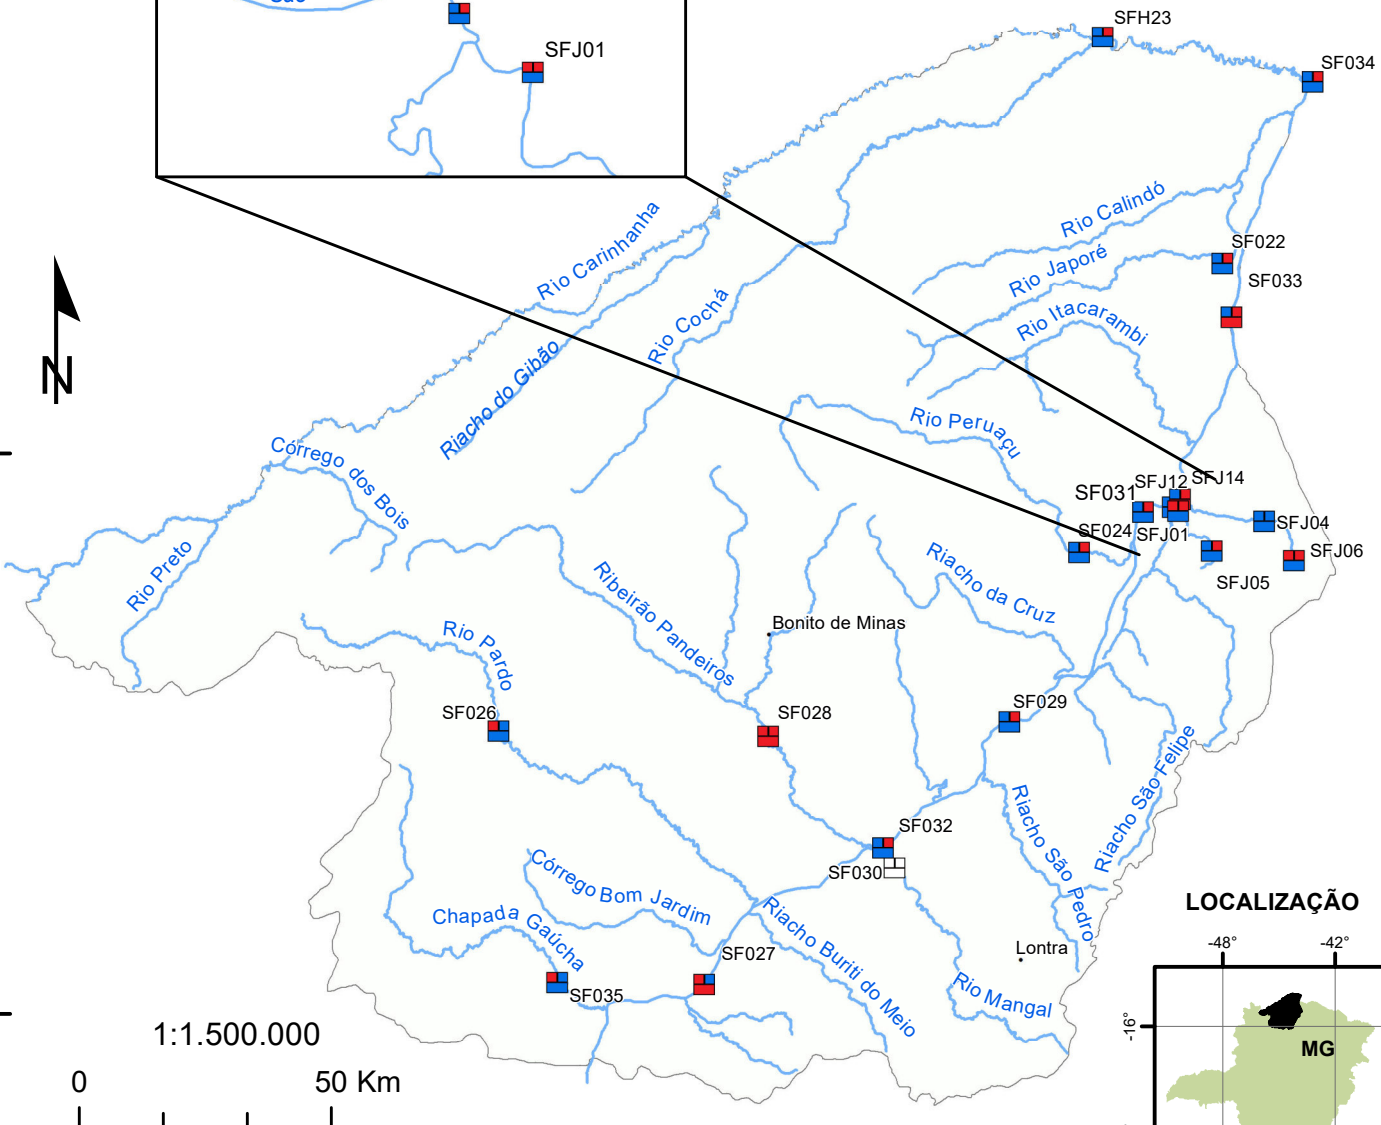 São
SFJ01
SFH23
SF034
Rio Calindó
Rio Carinhanha
SF022
Rio Japoré
SF033
Rio Cochá
Rio Itacarambi
N
Riacho do Gibão
Rio Peruaçu
Córrego dos Bois
SFJ12
SFJ14
SF031
SFJ04
SF024
SFJ01
SFJ06
Rio Preto
Ribeirão Pandeiros
Riacho da Cruz
SFJ05
Bonito de Minas
Rio Pardo
SF026
SF028
SF029
Riacho São Felipe
Riacho São Pedro
SF032
SF030
Córrego Bom Jardim
Chapada Gaúcha
Riacho Buriti do Meio
LOCALIZAÇÃO
SF027
Lontra
-48°
-42°
SF035
Rio Mangal
-16°
1:1.500.000
MG
0
50 Km